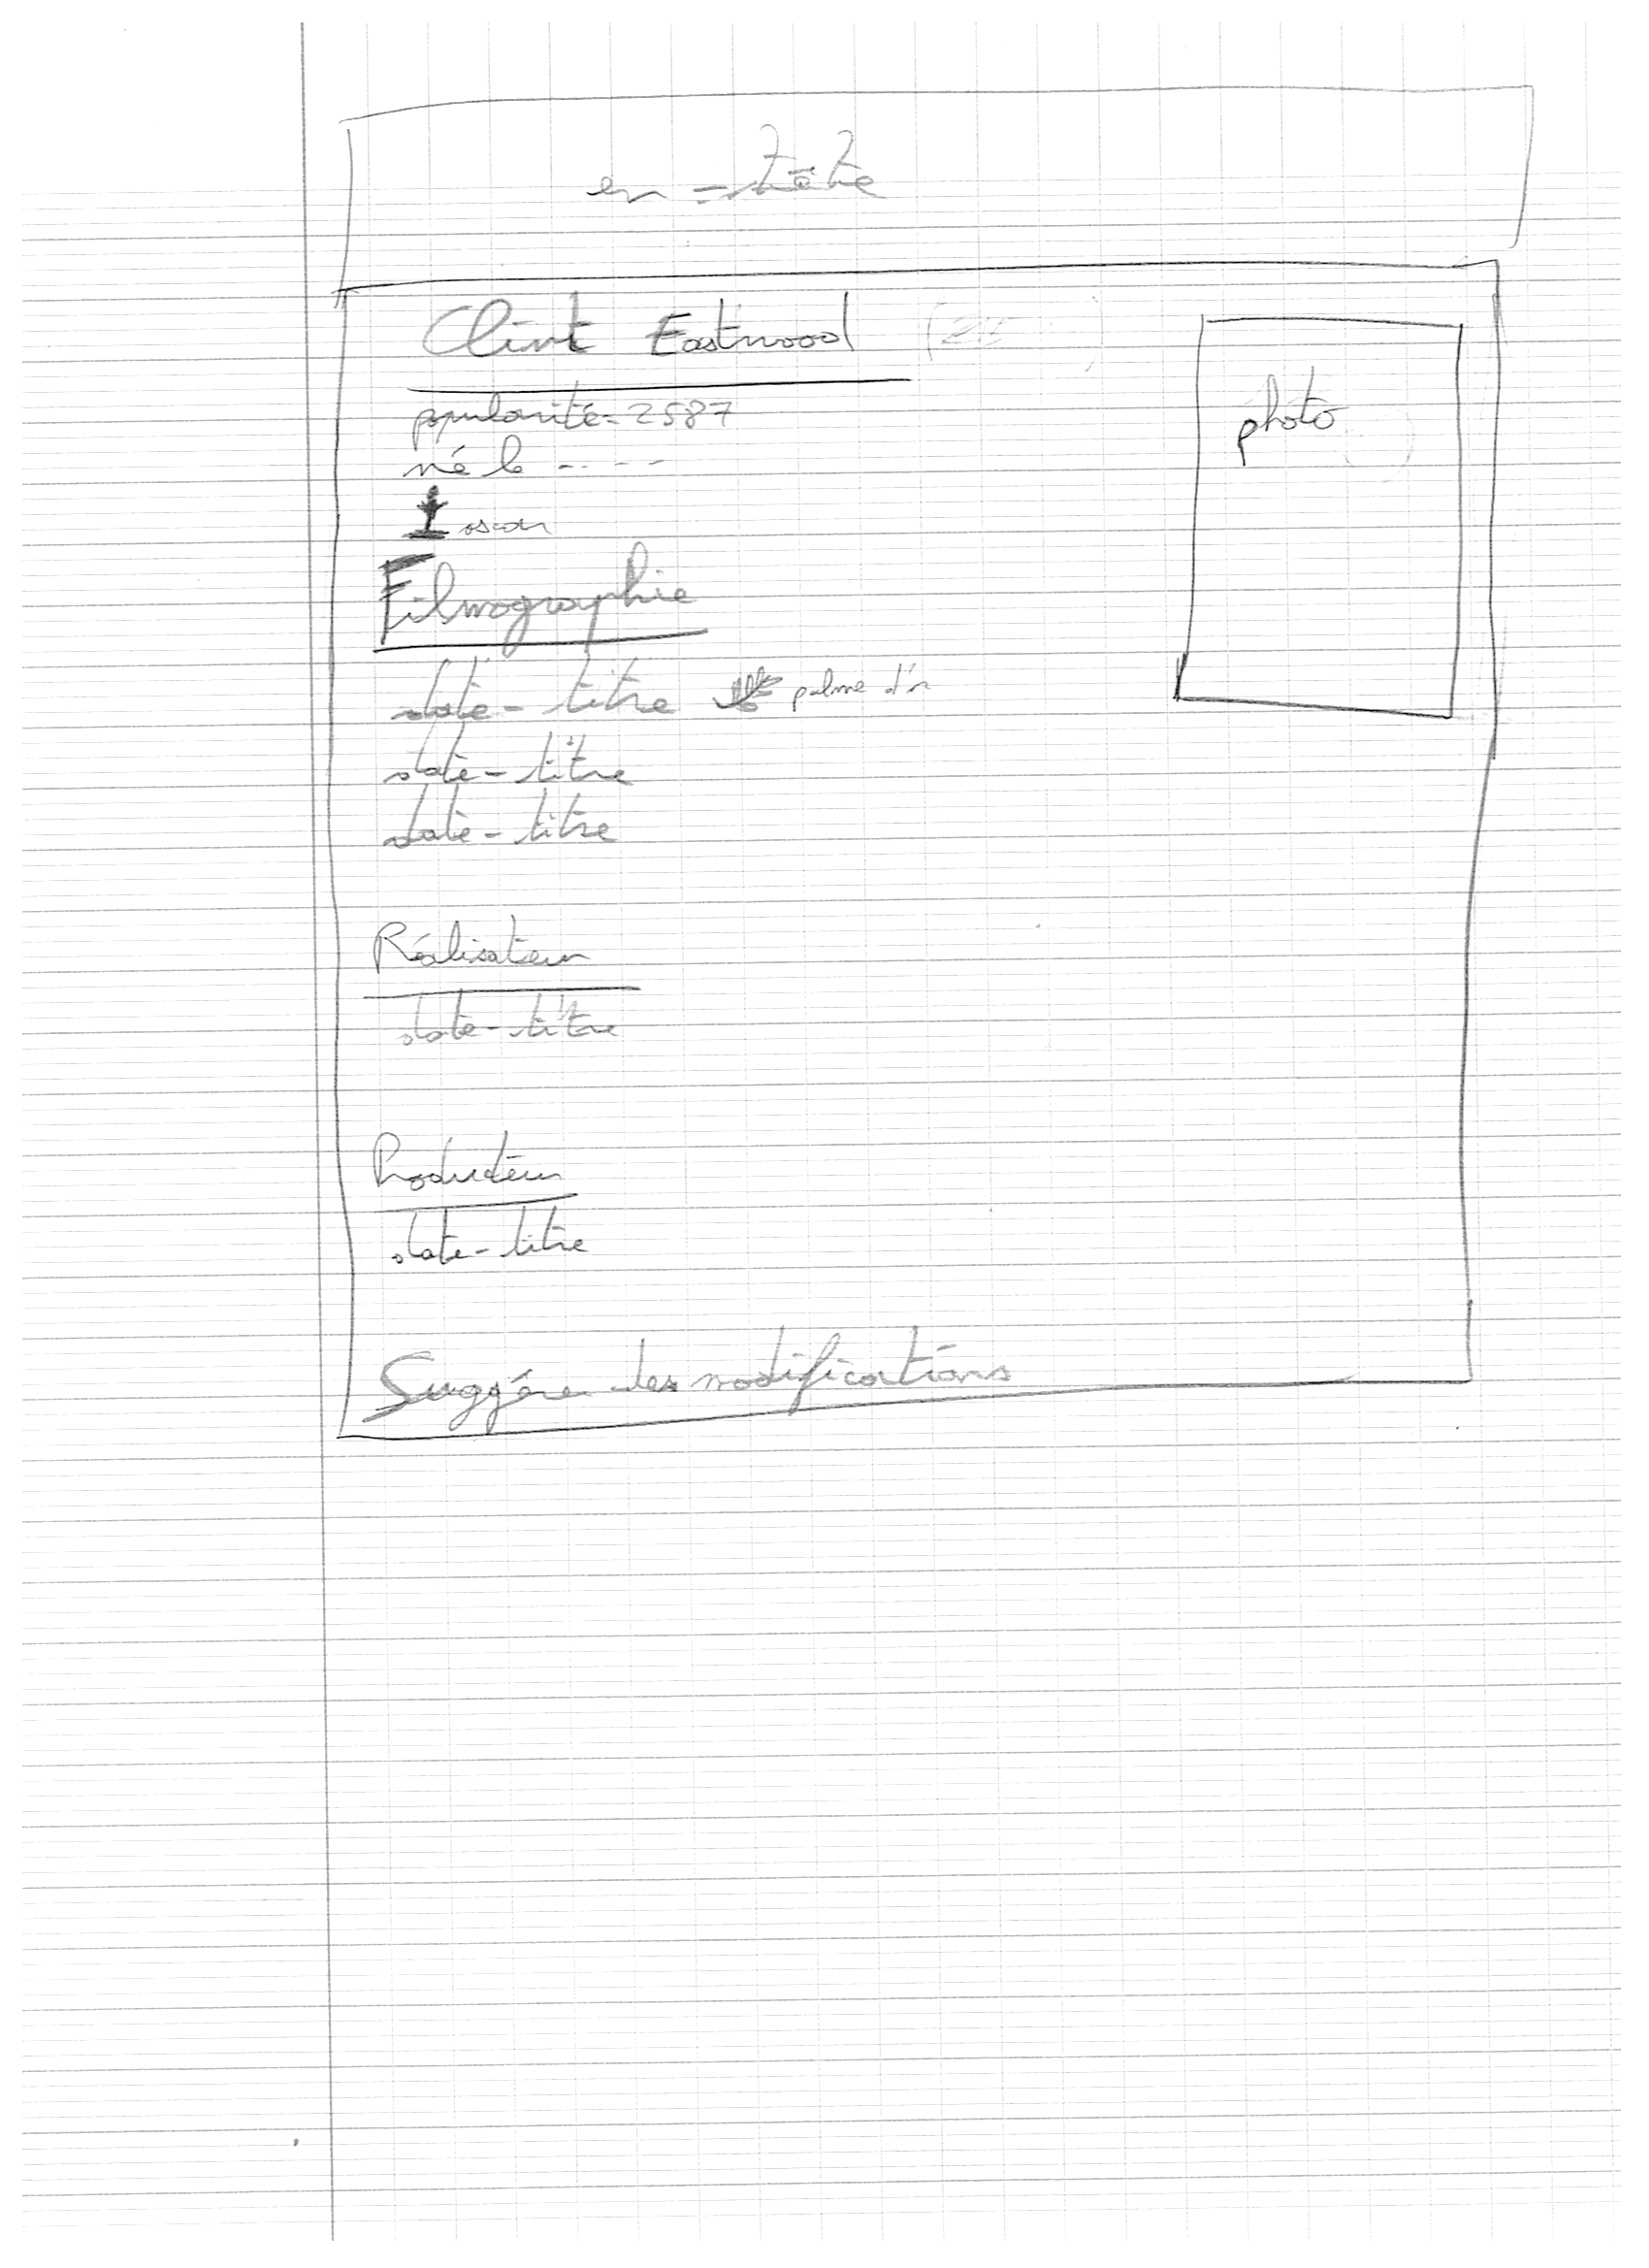 en-tête
Clint Eastwood
photo
popularité= 2587
né le -----
oscar
Filmographie
date - titre palme d'or
date - titre
date - titre
Réalisateur
date - titre
Producteur
date - titre
Suggérer des modifications